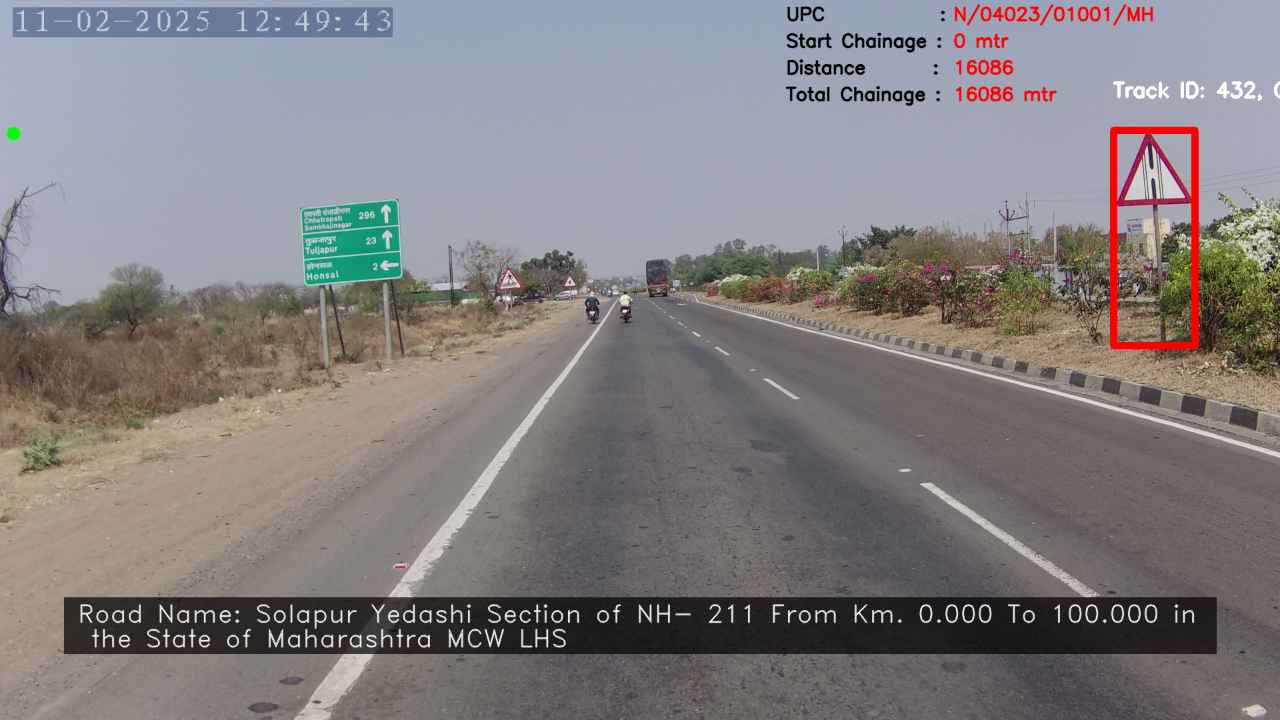 11-02-2025 12:49:43
UPC : N/04023/01001/MH
Start Chainage : 0 mtr
Distance : 16086
Total Chainage : 16086 mtr
Track ID: 432,
Chhatrapati
Sambhajinagar
296
तुळजापूर
Tuljapur
23
होनसळ
Honsal
2
Road Name: Solapur Yedashi Section of NH- 211 From Km. 0.000 To 100.000 in
the State of Maharashtra MCW LHS